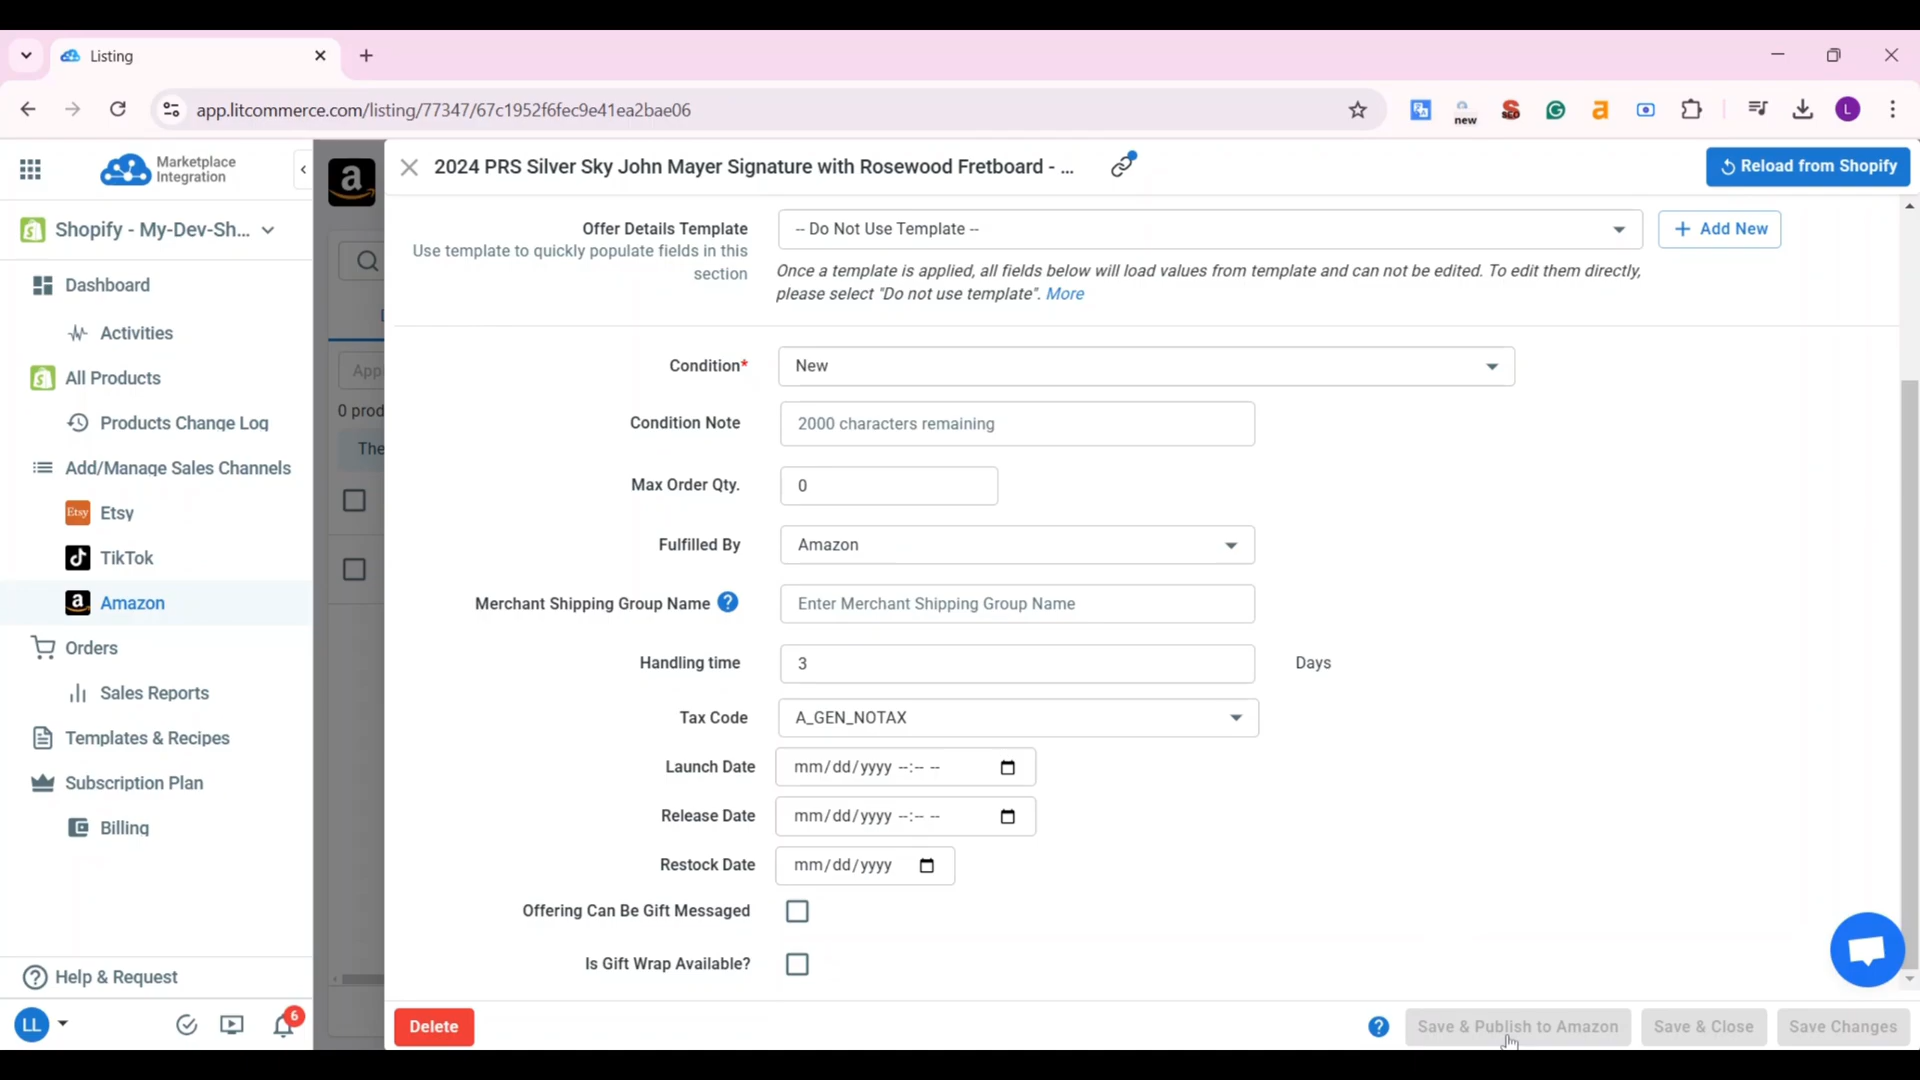 Listing
app.litcommerce.com/listing/77347/67c1952f6fec9e41ea2bae06
new
L
Marketplace
Integration
2024 PRS Silver Sky John Mayer Signature with Rosewood Fretboard - ...
Reload from Shopify
Shopify - My-Dev-Sh...
Dashboard
Activities
All Products
Products Change Log
Add/Manage Sales Channels
Etsy
Etsy
TikTok
Amazon
Orders
Sales Reports
Templates & Recipes
Subscription Plan
Billing
Help & Request
LL
6
App
0 prod
The
Offer Details Template
Use template to quickly populate fields in this
section
-- Do Not Use Template --
Add New
Once a template is applied, all fields below will load values from template and can not be edited. To edit them directly,
please select "Do not use template". More
Condition*
New
Condition Note
2000 characters remaining
Max Order Qty.
0
Fulfilled By
Amazon
Merchant Shipping Group Name
Enter Merchant Shipping Group Name
Handling time
3
Days
Tax Code
A_GEN_NOTAX
Launch Date
mm/dd/yyyy --:-- --
Release Date
mm/dd/yyyy --:-- --
Restock Date
mm/dd/yyyy
Offering Can Be Gift Messaged
Is Gift Wrap Available?
Delete
Save & Publish to Amazon
Save & Close
Save Changes